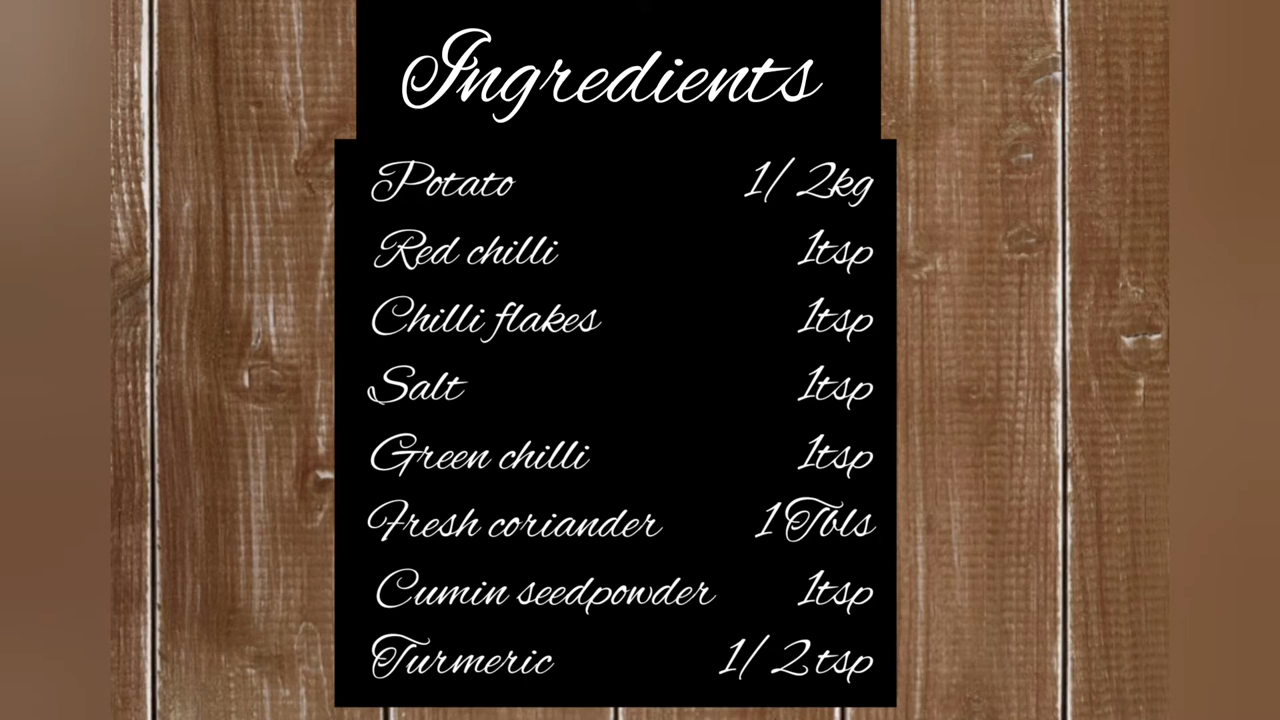 Ingredients
Potato 1/2kg
Red chilli 1tsp
Chilli flakes 1tsp
Salt 1tsp
Green chilli 1tsp
Fresh coriander 1Tbls
Cumin seedpowder 1tsp
Turmeric 1/2tsp